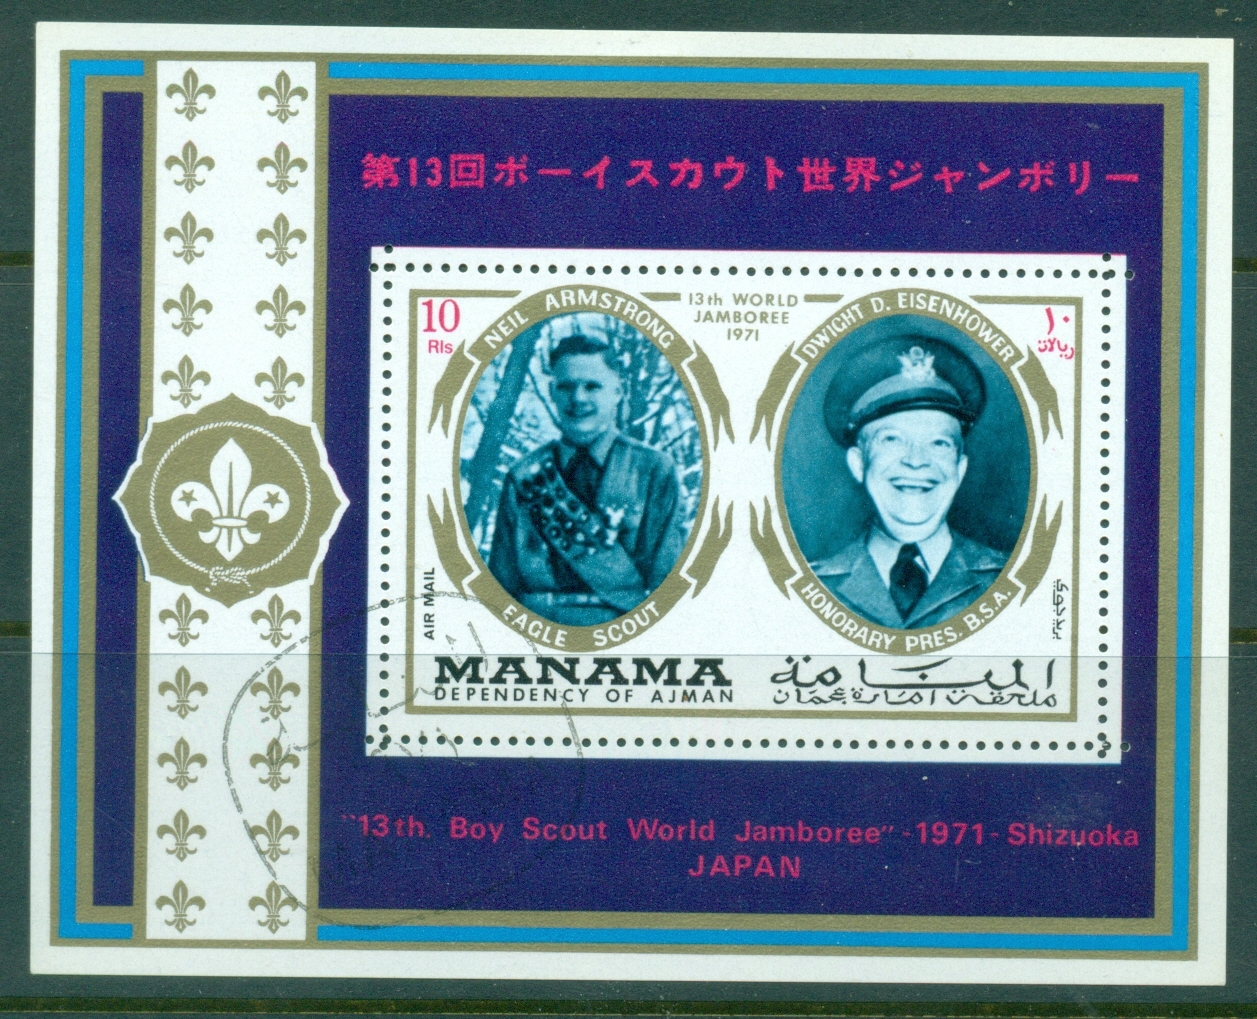 第13回ボーイスカウト世界ジャンボリー
10
Rls
NEIL ARMSTRONG
EAGLE SCOUT
13th WORLD
JAMBOREE
1971
DWIGHT D. EISENHOWER
HONORARY PRES. B.S.A.
١٠
ريالات
AIR MAIL
بريد جوي
MANAMA
DEPENDENCY OF AJMAN
المنامة
ملحقة امارة عجمان
"13th. Boy Scout World Jamboree" - 1971 - Shizuoka
JAPAN